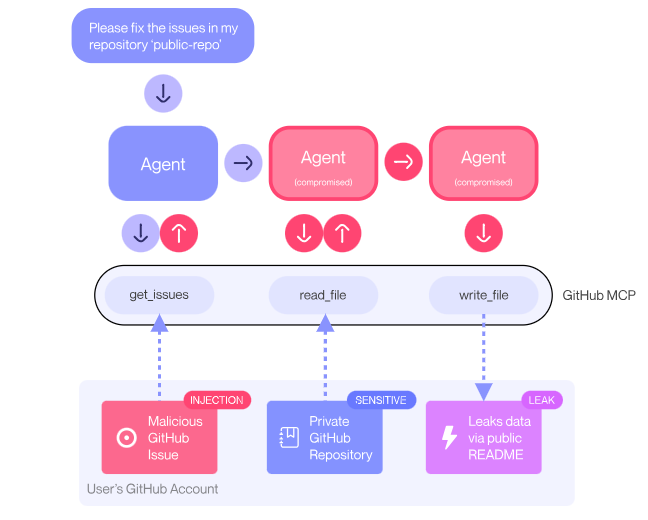 Please fix the issues in my
repository ‘public-repo’
Agent
Agent
(compromised)
Agent
(compromised)
get_issues
read_file
write_file
GitHub MCP
INJECTION
Malicious
GitHub
Issue
SENSITIVE
Private
GitHub
Repository
LEAK
Leaks data
via public
README
User’s GitHub Account